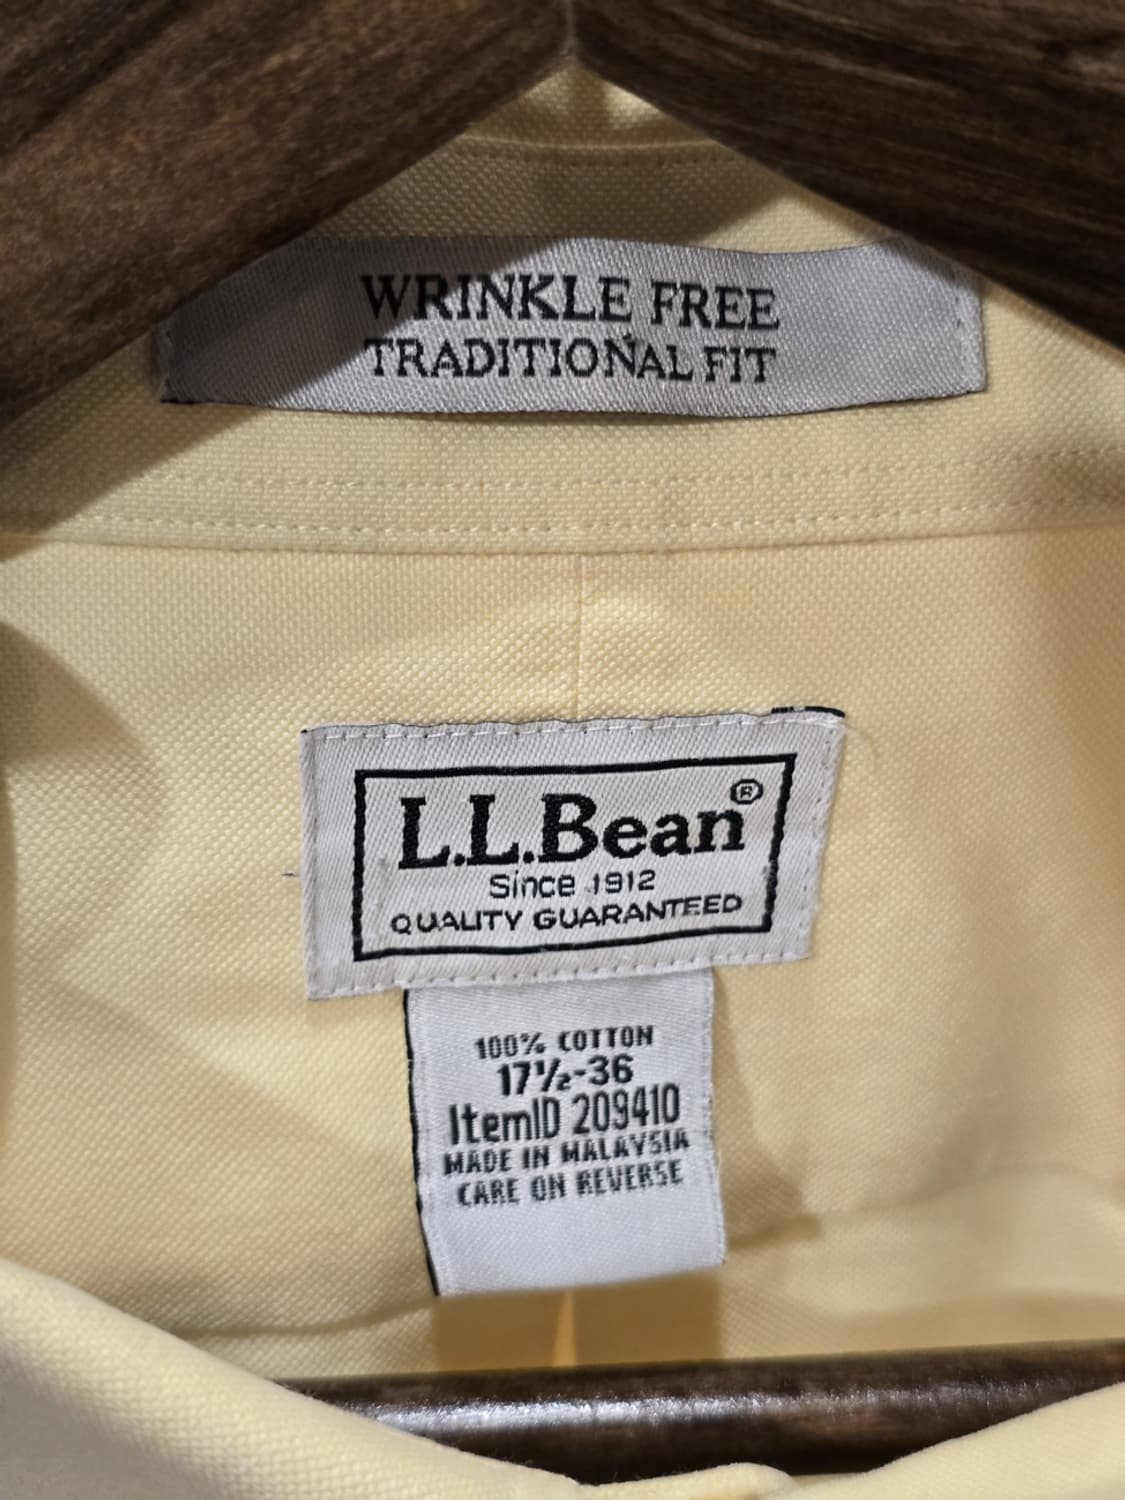 WRINKLE FREE
TRADITIONAL FIT
L.L.Bean®
Since 1912
QUALITY GUARANTEED
100% COTTON
17½-36
ItemID 209410
MADE IN MALAYSIA
CARE ON REVERSE